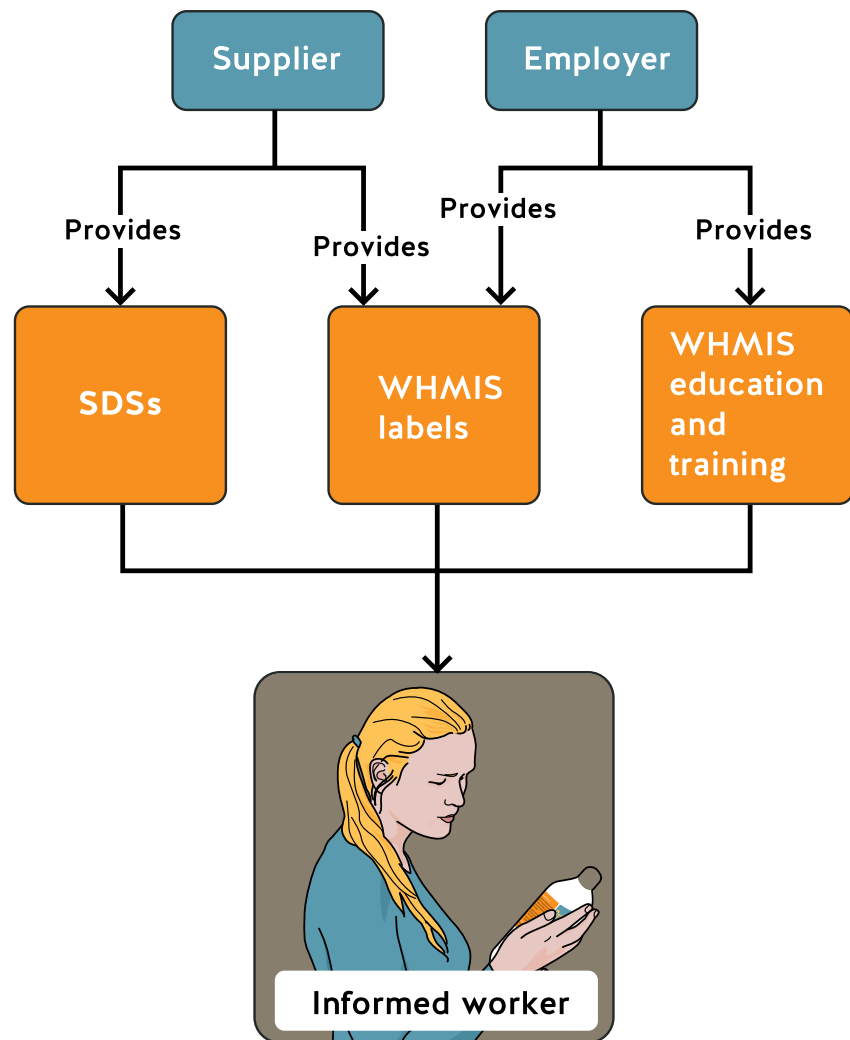 Supplier
Employer
Provides
Provides
Provides
Provides
SDSs
WHMIS
labels
WHMIS
education
and
training
Informed worker